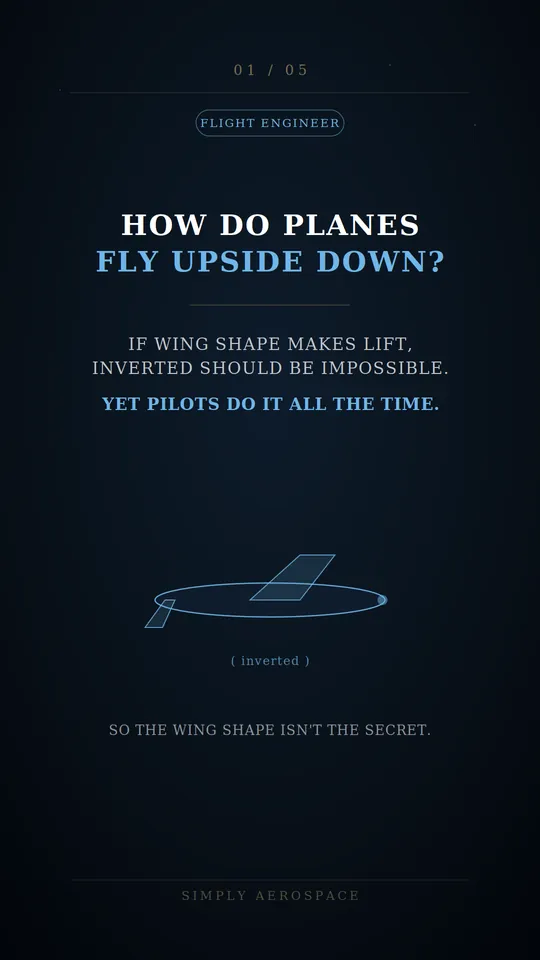 01 / 05
FLIGHT ENGINEER
HOW DO PLANES
FLY UPSIDE DOWN?
IF WING SHAPE MAKES LIFT,
INVERTED SHOULD BE IMPOSSIBLE.
YET PILOTS DO IT ALL THE TIME.
( inverted )
SO THE WING SHAPE ISN'T THE SECRET.
SIMPLY AEROSPACE